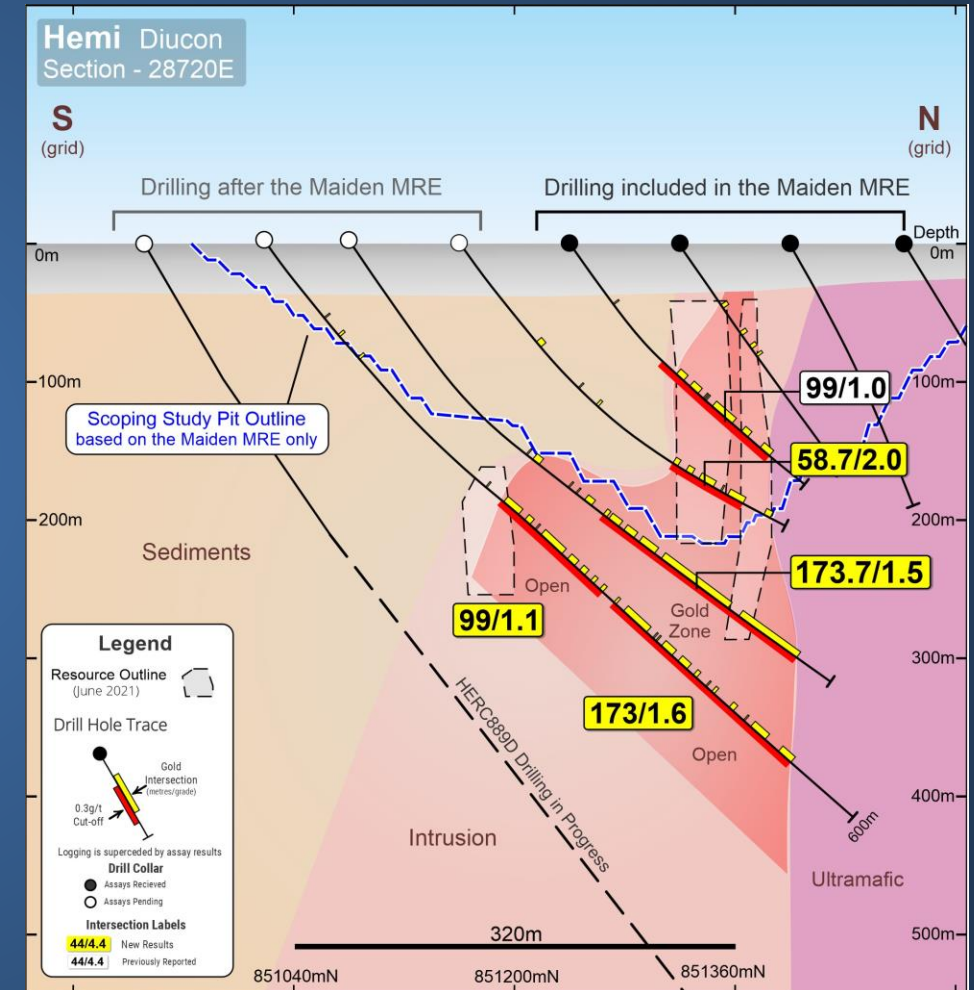 Hemi Diucon
Section - 28720E
S
(grid)
N
(grid)
Drilling after the Maiden MRE
Drilling included in the Maiden MRE
Depth
0m
0m
100m
100m
99/1.0
Scoping Study Pit Outline
based on the Maiden MRE only
58.7/2.0
200m
200m
Sediments
173.7/1.5
Open
Gold
Zone
99/1.1
300m
173/1.6
Open
HERC889D Drilling in Progress
400m
600m
Intrusion
Ultramafic
500m
320m
851040mN
851200mN
851360mN
Legend
Resource Outline
(June 2021)
Drill Hole Trace
Gold
Intersection
(metres/grade)
0.3g/t
Cut-off
Logging is superceded by assay results
Drill Collar
Assays Recieved
Assays Pending
Intersection Labels
44/4.4 New Results
44/4.4 Previously Reported